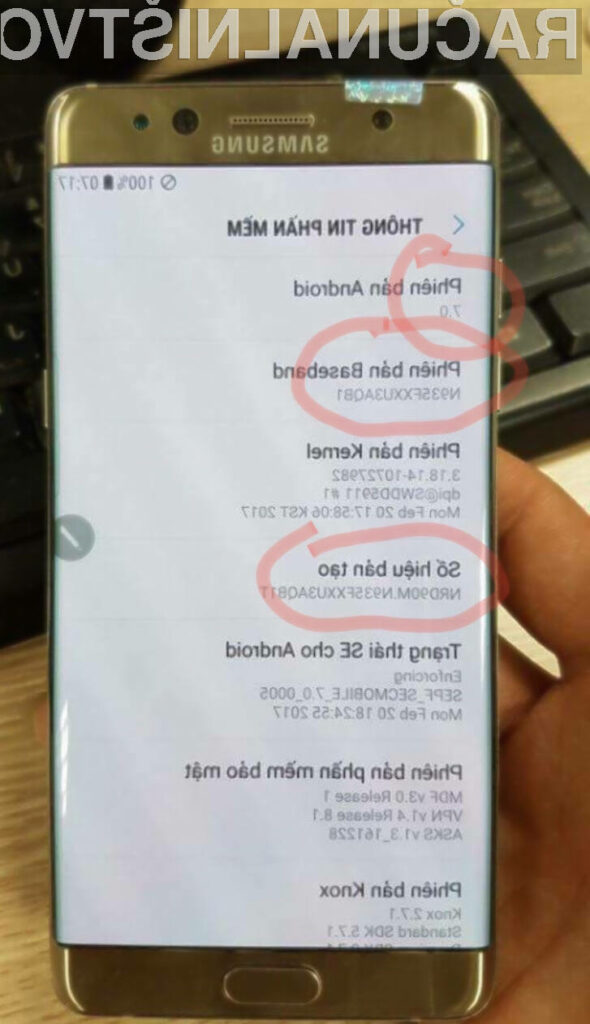 RAČUNALNIŠTVO
SAMSUNG
100% 07:17
THÔNG TIN PHẦN MỀM
Phiên bản Android
7.0
Phiên bản Baseband
N935FXXU3AQB1
Phiên bản Kernel
3.18.14-10727982
dpi@SWDD5911 #1
Mon Feb 20 17:58:06 KST 2017
Số hiệu bản tạo
NRD90M.N935FXXU3AQB1T
Trạng thái SE cho Android
Enforcing
SEPF_SECMOBILE_7.0_0005
Mon Feb 20 18:24:55 2017
Phiên bản phần mềm bảo mật
MDF v3.0 Release 1
VPN v1.4 Release 8.1
ASKS v1.3_161228
Phiên bản Knox
Knox 2.7.1
Standard SDK 5.7.1